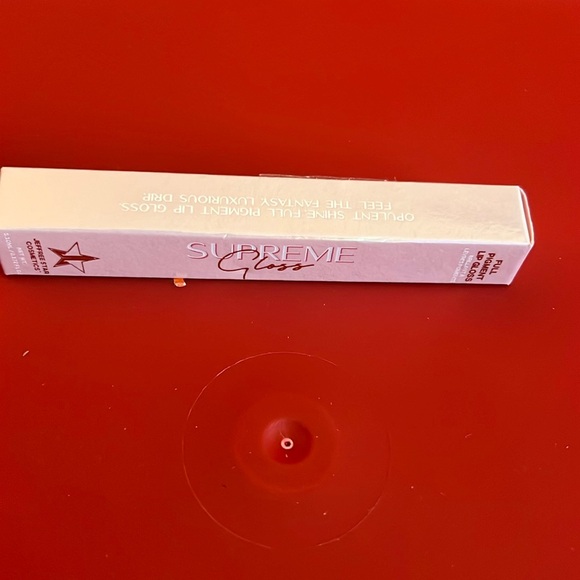 OPULENT SHINE FULL PIGMENT LIP GLOSS.
FEEL THE FANTASY. LUXURIOUS DRIP.
JEFFREE STAR
COSMETICS
SUPREME
Gloss
FULL
PIGMENT
LIP GLOSS